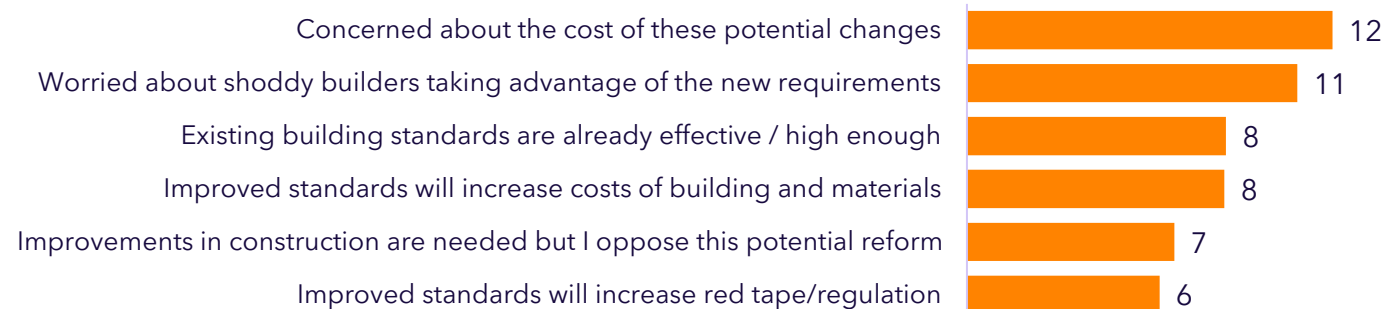 Concerned about the cost of these potential changes 12
Worried about shoddy builders taking advantage of the new requirements 11
Existing building standards are already effective / high enough 8
Improved standards will increase costs of building and materials 8
Improvements in construction are needed but I oppose this potential reform 7
Improved standards will increase red tape/regulation 6